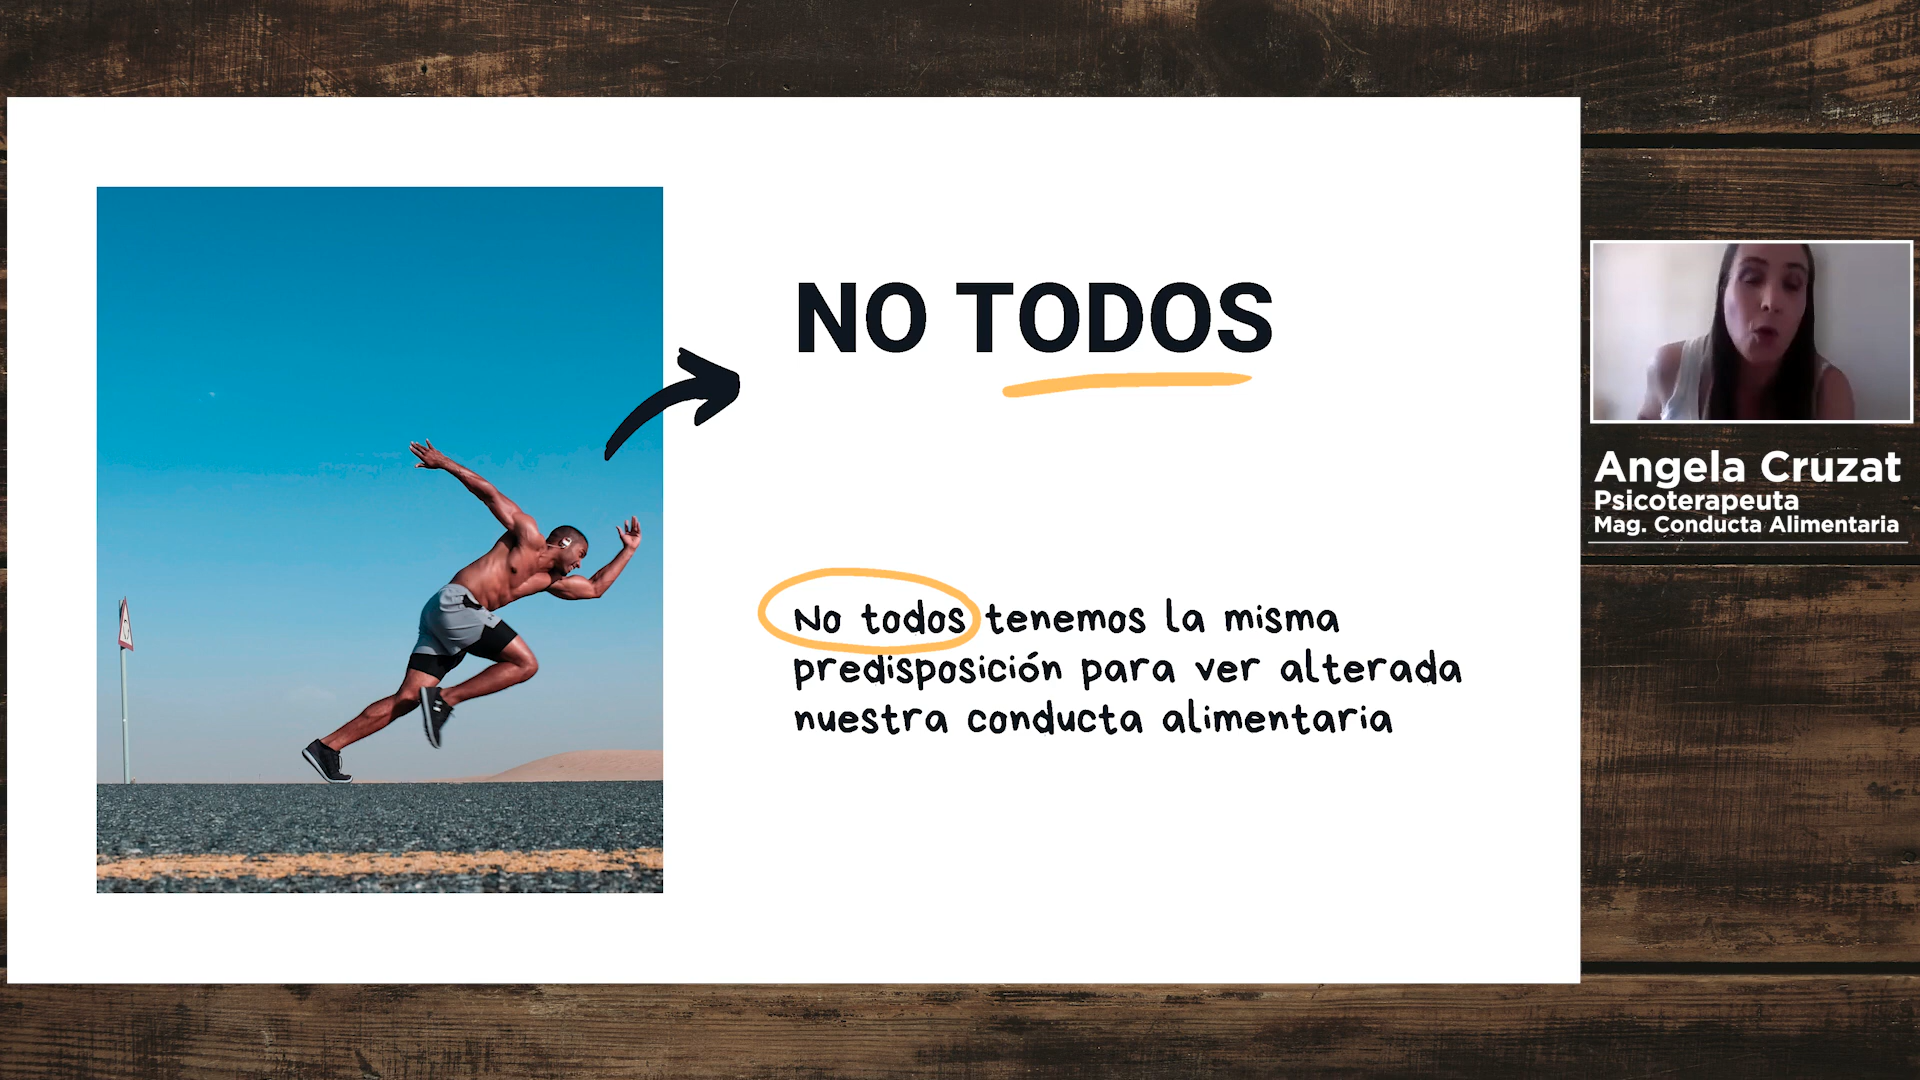 NO TODOS
No todos tenemos la misma
predisposición para ver alterada
nuestra conducta alimentaria
Angela Cruzat
Psicoterapeuta
Mag. Conducta Alimentaria